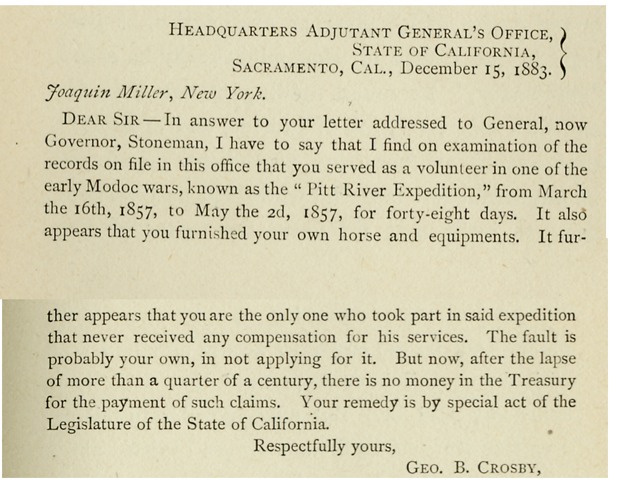 HEADQUARTERS ADJUTANT GENERAL'S OFFICE,
STATE OF CALIFORNIA,
SACRAMENTO, CAL., December 15, 1883.
Joaquin Miller, New York.
DEAR SIR—In answer to your letter addressed to General, now
Governor, Stoneman, I have to say that I find on examination of the
records on file in this office that you served as a volunteer in one of the
early Modoc wars, known as the "Pitt River Expedition," from March
the 16th, 1857, to May the 2d, 1857, for forty-eight days. It also
appears that you furnished your own horse and equipments. It fur-
ther appears that you are the only one who took part in said expedition
that never received any compensation for his services. The fault is
probably your own, in not applying for it. But now, after the lapse
of more than a quarter of a century, there is no money in the Treasury
for the payment of such claims. Your remedy is by special act of the
Legislature of the State of California.
Respectfully yours,
GEO. B. CROSBY,